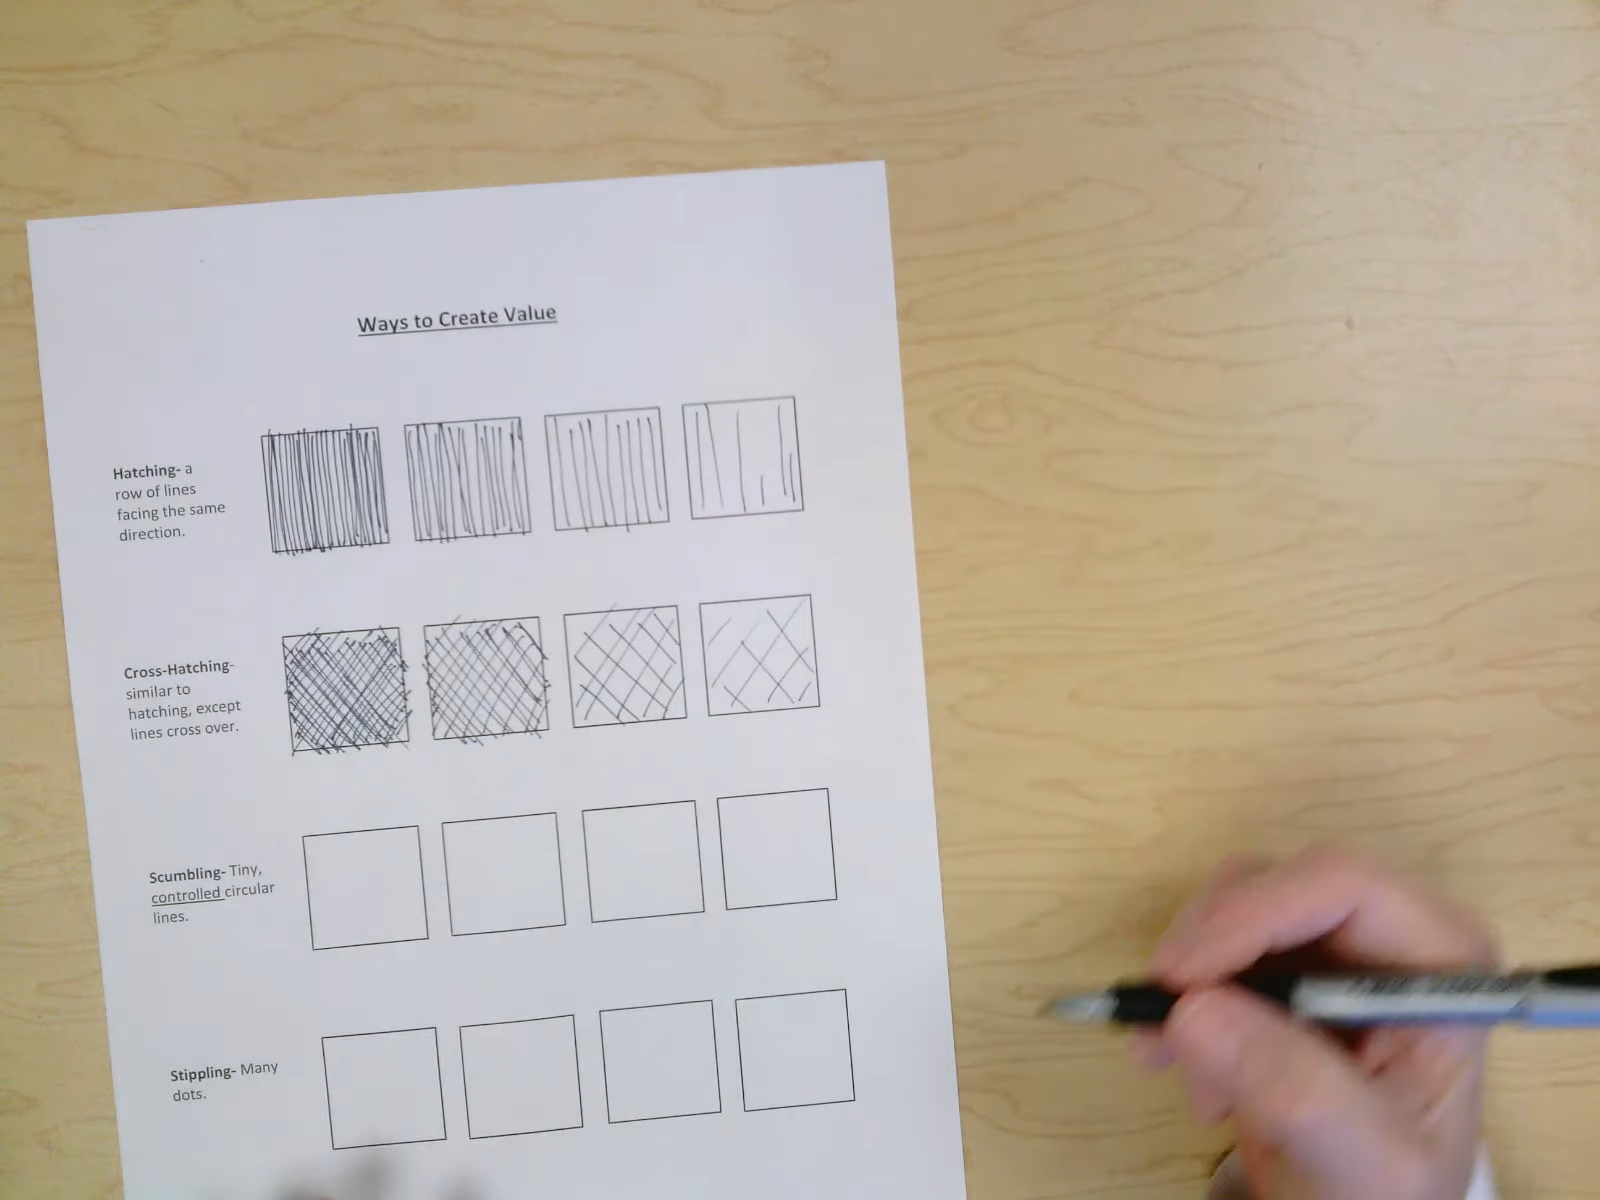 Ways to Create Value
Hatching- a
row of lines
facing the same
direction.
Cross-Hatching-
similar to
hatching, except
lines cross over.
Scumbling- Tiny,
controlled circular
lines.
Stippling- Many
dots.